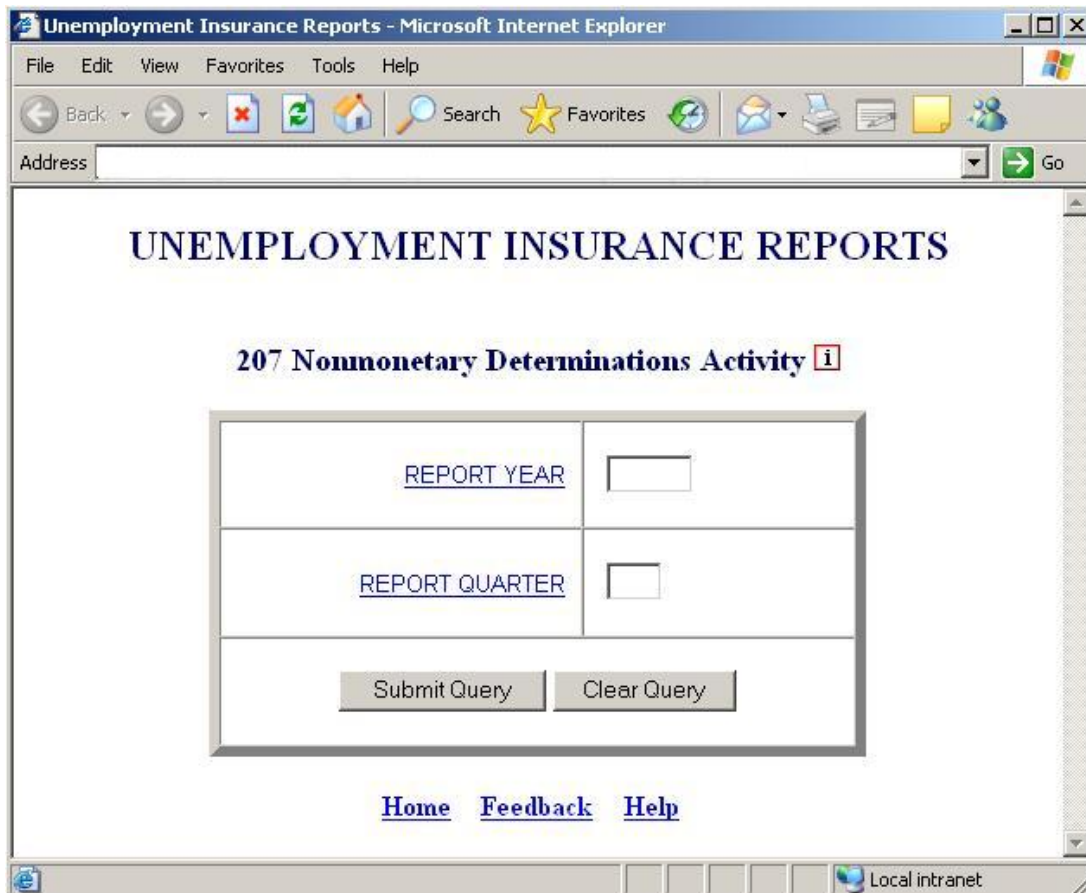 Unemployment Insurance Reports - Microsoft Internet Explorer
File Edit View Favorites Tools Help
Back Search Favorites
Address Go
UNEMPLOYMENT INSURANCE REPORTS
207 Nonmonetary Determinations Activity i
REPORT YEAR
REPORT QUARTER
Submit Query Clear Query
Home Feedback Help
Local intranet